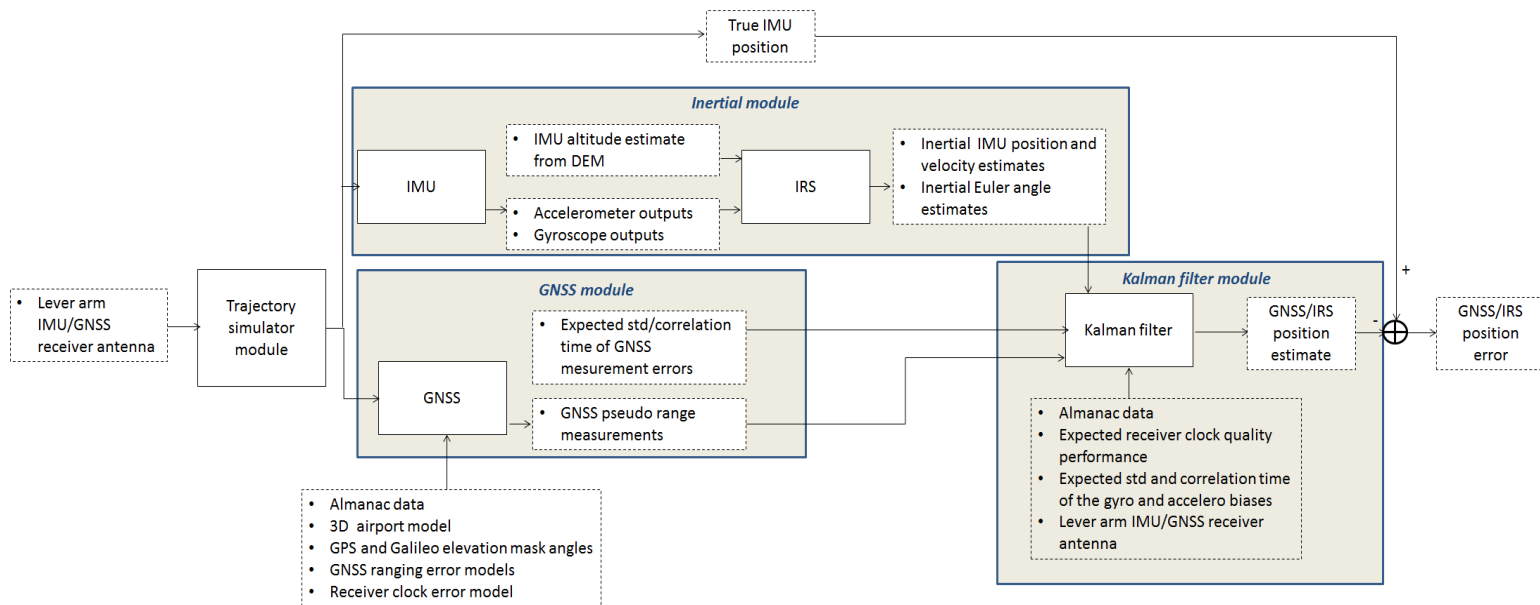 True IMU
position
Inertial module
• IMU altitude estimate
from DEM
IMU
IRS
• Accelerometer outputs
• Gyroscope outputs
• Inertial IMU position and
velocity estimates
• Inertial Euler angle
estimates
• Lever arm
IMU/GNSS
receiver antenna
Trajectory
simulator
module
GNSS module
• Expected std/correlation
time of GNSS
mesurement errors
GNSS
• GNSS pseudo range
measurements
• Almanac data
• 3D airport model
• GPS and Galileo elevation mask angles
• GNSS ranging error models
• Receiver clock error model
Kalman filter module
Kalman filter
GNSS/IRS
position
estimate
+
-
GNSS/IRS
position
error
• Almanac data
• Expected receiver clock quality
performance
• Expected std and correlation time
of the gyro and accelero biases
• Lever arm IMU/GNSS receiver
antenna